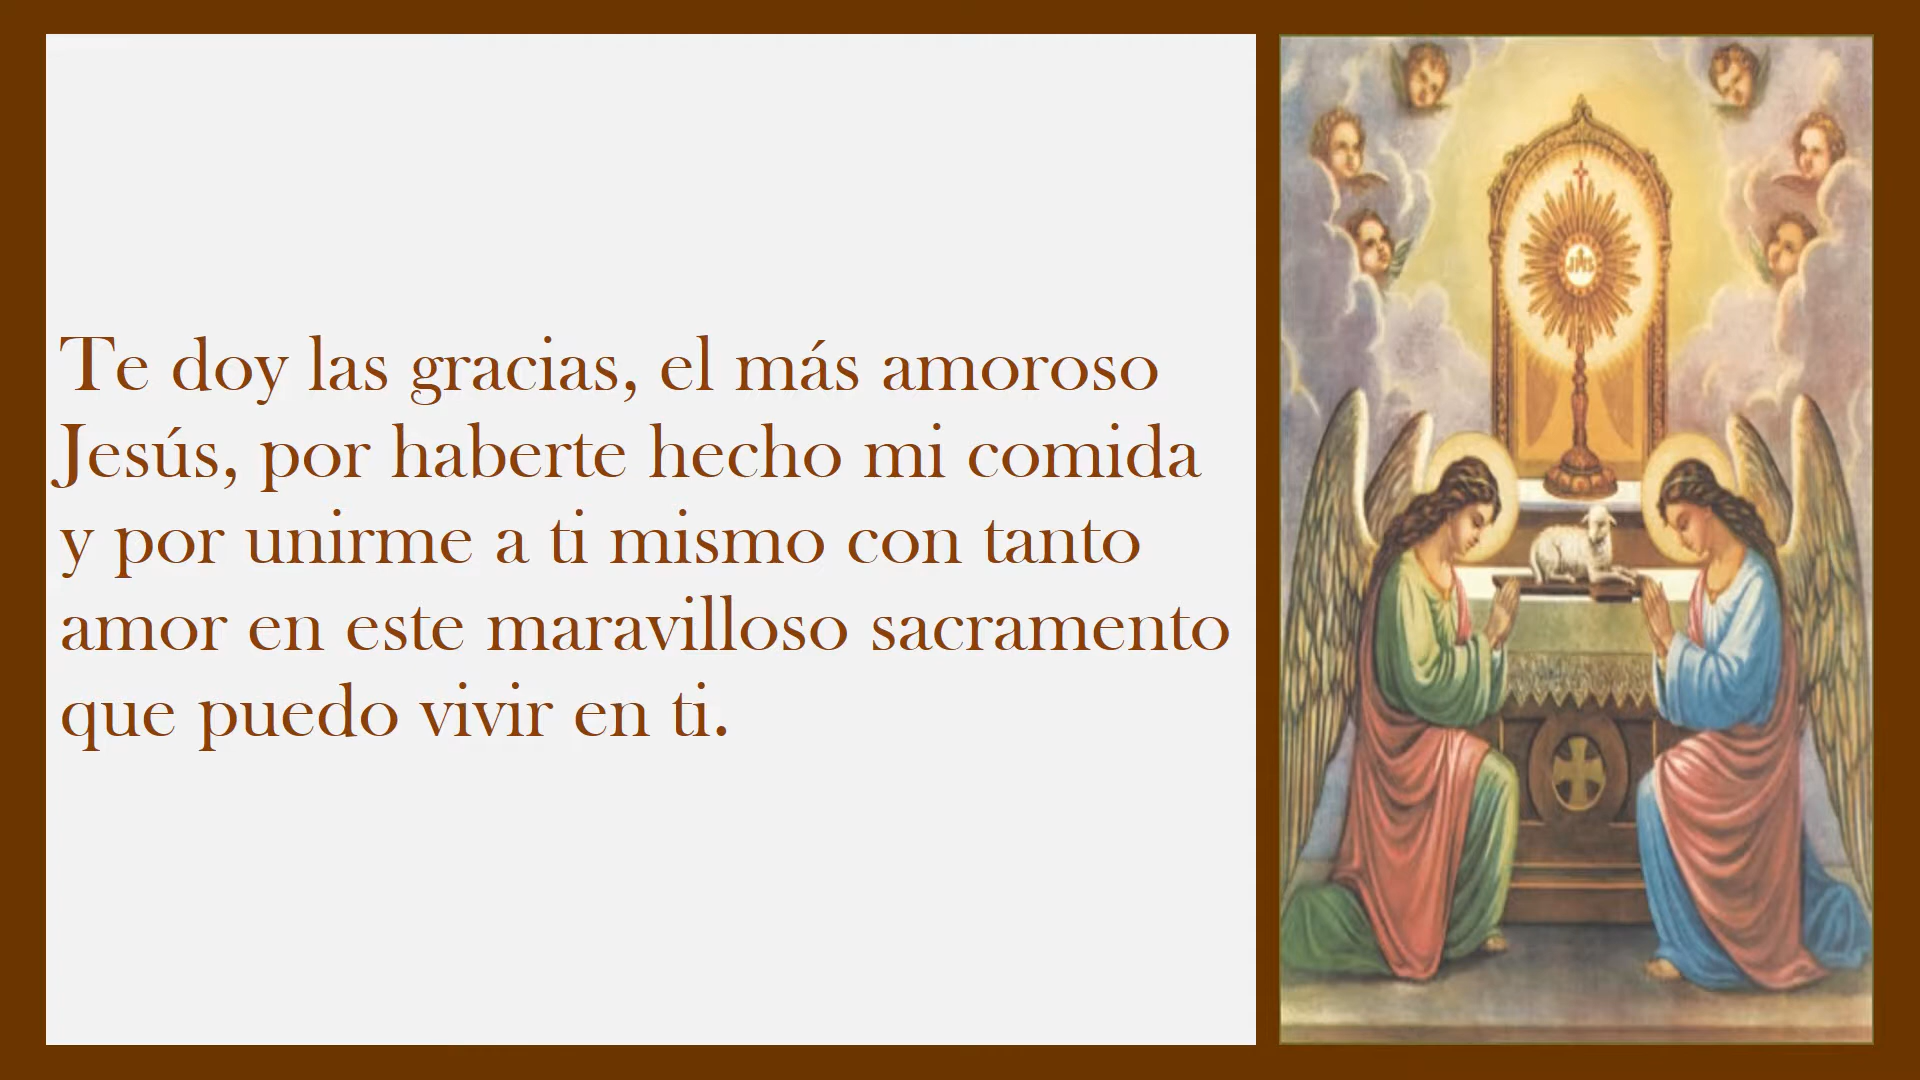 Te doy las gracias, el más amoroso
Jesús, por haberte hecho mi comida
y por unirme a ti mismo con tanto
amor en este maravilloso sacramento
que puedo vivir en ti.
JHS